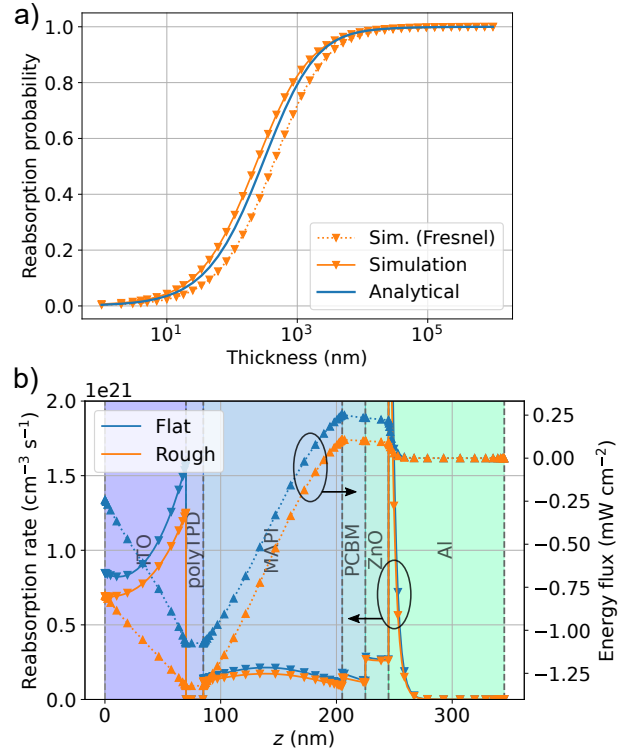 a)
Reabsorption probability
1.0
0.8
0.6
0.4
0.2
0.0
Sim. (Fresnel)
Simulation
Analytical
10¹
10³
10⁵
Thickness (nm)
b)
1e21
Reabsorption rate (cm⁻³ s⁻¹)
2.0
1.5
1.0
0.5
0.0
Flat
Rough
ITO
polyTPD
MAPI
PCBM
ZnO
Al
0.25
0.00
−0.25
−0.50
−0.75
−1.00
−1.25
Energy flux (mW cm⁻²)
0
100
200
300
z (nm)